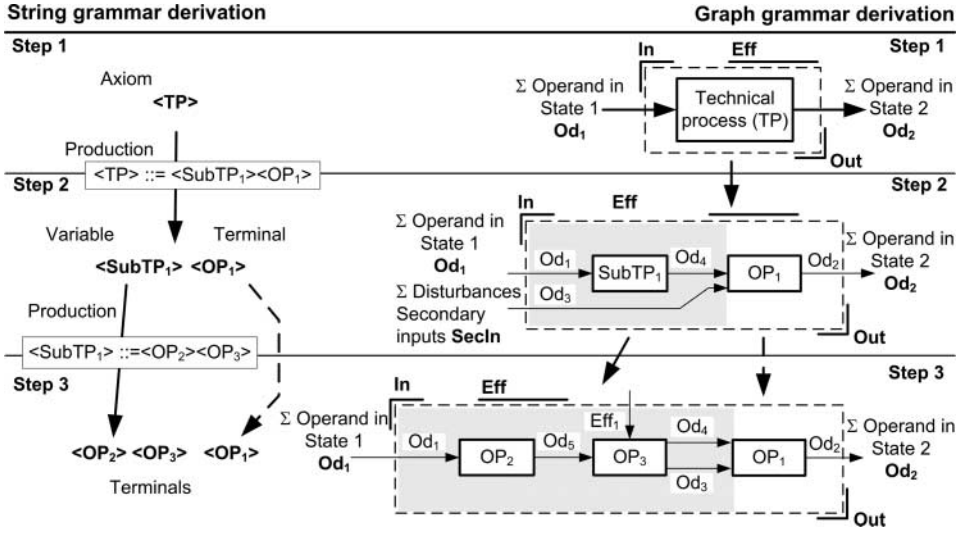 String grammar derivation
Graph grammar derivation
Step 1
Step 1
Axiom
<TP>
Production
<TP> ::= <SubTP₁><OP₁>
In
Eff
Σ Operand in
State 1
Od₁
Technical
process (TP)
Σ Operand in
State 2
Od₂
Out
Step 2
Step 2
Variable
Terminal
<SubTP₁> <OP₁>
Production
<SubTP₁> ::=<OP₂><OP₃>
In
Eff
Σ Operand in
State 1
Od₁
Od₁
SubTP₁
Od₄
OP₁
Od₂
Od₃
Σ Disturbances
Secondary
inputs SecIn
Σ Operand in
State 2
Od₂
Out
Step 3
Step 3
<OP₂> <OP₃> <OP₁>
Terminals
In
Eff
Σ Operand in
State 1
Od₁
Od₁
OP₂
Od₅
Eff₁
OP₃
Od₄
Od₃
OP₁
Od₂
Σ Operand in
State 2
Od₂
Out